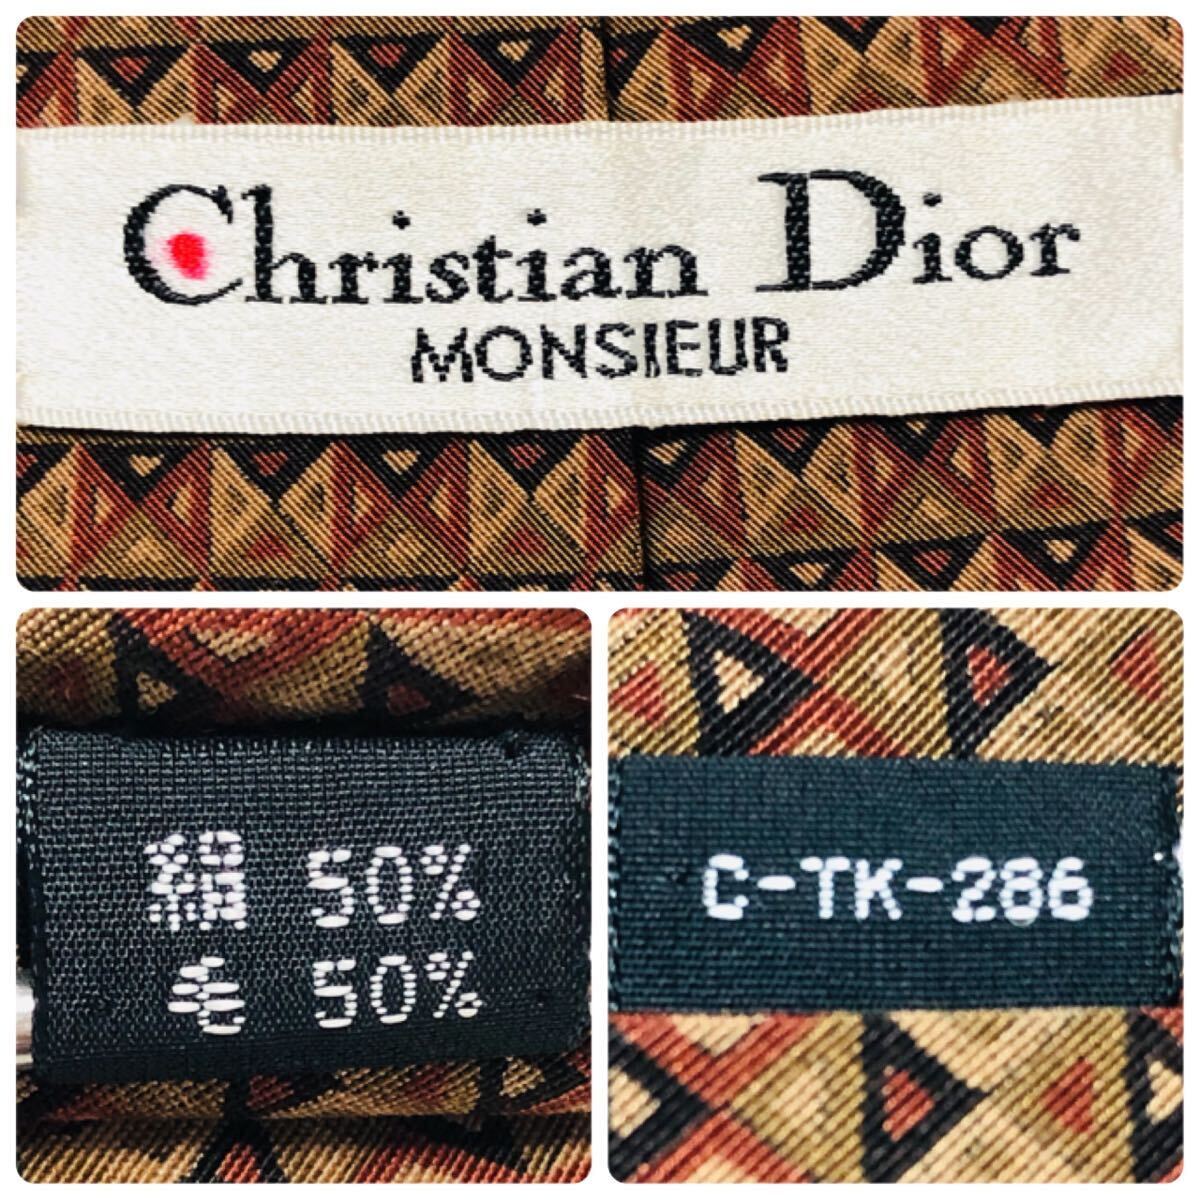 Christian Dior
MONSIEUR
絹 50%
毛 50%
C-TK-286